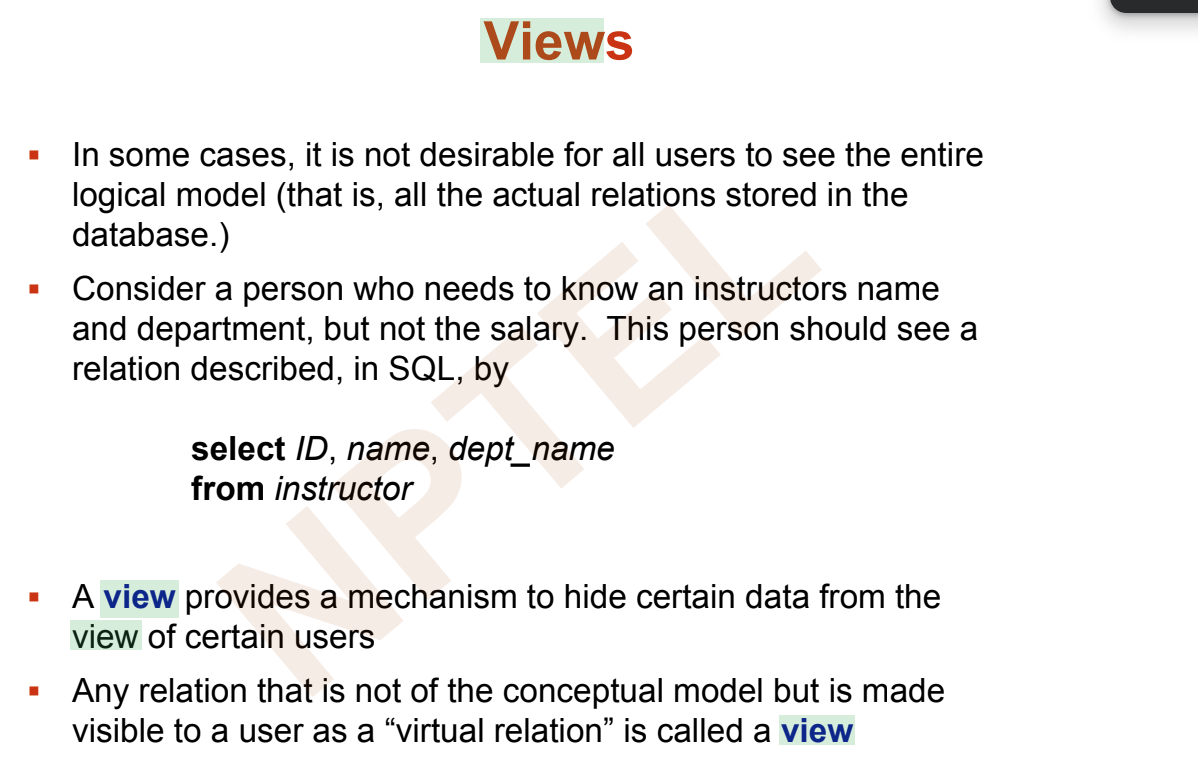 Views
In some cases, it is not desirable for all users to see the entire
logical model (that is, all the actual relations stored in the
database.)
Consider a person who needs to know an instructors name
and department, but not the salary.  This person should see a
relation described, in SQL, by
select ID, name, dept_name
from instructor
A view provides a mechanism to hide certain data from the
view of certain users
Any relation that is not of the conceptual model but is made
visible to a user as a “virtual relation” is called a view
NPTEL